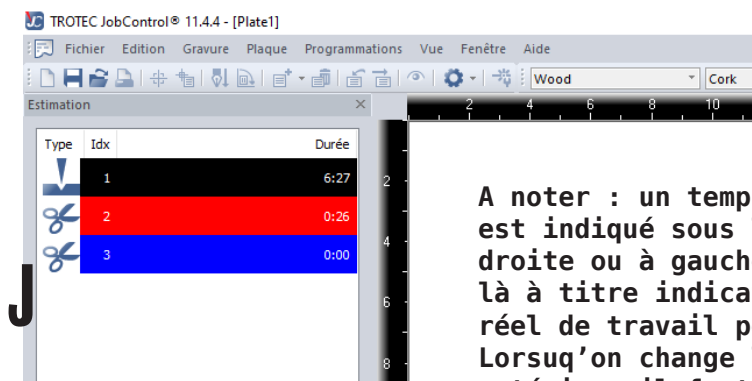 TROTEC JobControl® 11.4.4 - [Plate1]
Fichier Edition Gravure Plaque Programmations Vue Fenêtre Aide
Wood Cork
Estimation
Type Idx Durée
1 6:27
2 0:26
3 0:00
2 4 6 8 10
2
4
6
8
J
A noter : un temp
est indiqué sous
droite ou à gauch
là à titre indica
réel de travail p
Lorsuq’on change